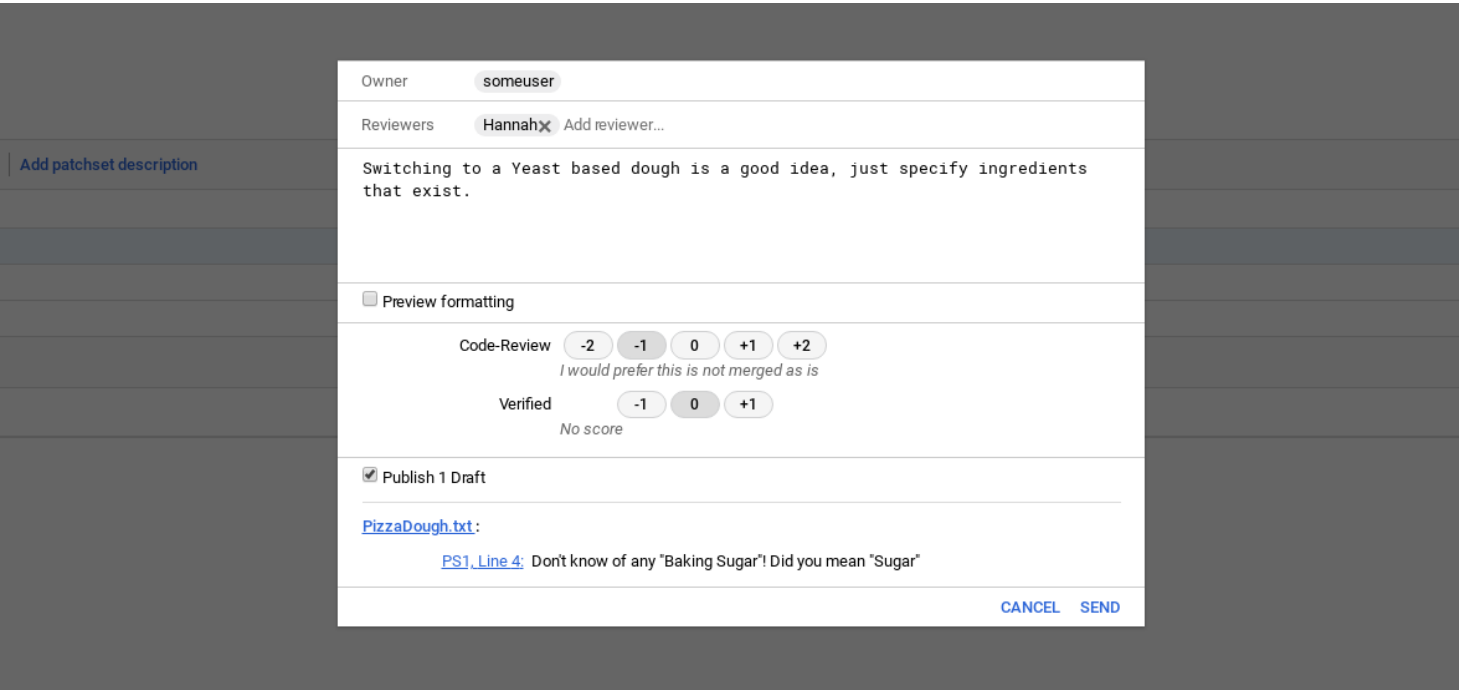 Owner someuser
Reviewers Hannah Add reviewer...
Add patchset description
Switching to a Yeast based dough is a good idea, just specify ingredients
that exist.
Preview formatting
Code-Review -2 -1 0 +1 +2
I would prefer this is not merged as is
Verified -1 0 +1
No score
Publish 1 Draft
PizzaDough.txt:
PS1, Line 4: Don't know of any "Baking Sugar"! Did you mean "Sugar"
CANCEL SEND